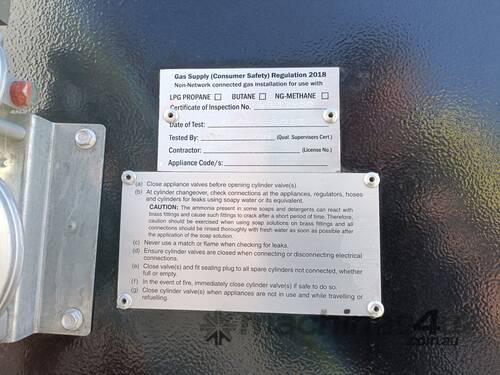 Gas Supply (Consumer Safety) Regulation 2018
Non-Network connected gas installation for use with
LPG PROPANE BUTANE NG-METHANE
Certificate of Inspection No.
Date of Test:
Tested By: (Qual. Supervisors Cert.)
Contractor: (License No.)
Appliance Code/s:
(a) Close appliance valves before opening cylinder valve(s).
(b) At cylinder changeover, check connections at the appliances, regulators, hoses
and cylinders for leaks using soapy water or its equivalent.
CAUTION: The ammonia present in some soaps and detergents can react with
brass fittings and cause such fittings to crack after a short period of time. Therefore,
caution should be exercised when using soap solutions on brass fittings and all
connections should be rinsed thoroughly with fresh water as soon as possible after
the application of the soap solution.
(c) Never use a match or flame when checking for leaks.
(d) Ensure cylinder valves are closed when connecting or disconnecting electrical
connections.
(e) Close valve(s) and fit sealing plug to all spare cylinders not connected, whether
full or empty.
(f) In the event of fire, immediately close cylinder valve(s) if safe to do so.
(g) Close cylinder valve(s) when appliances are not in use and while travelling or
refuelling.
machines4u
.com.au